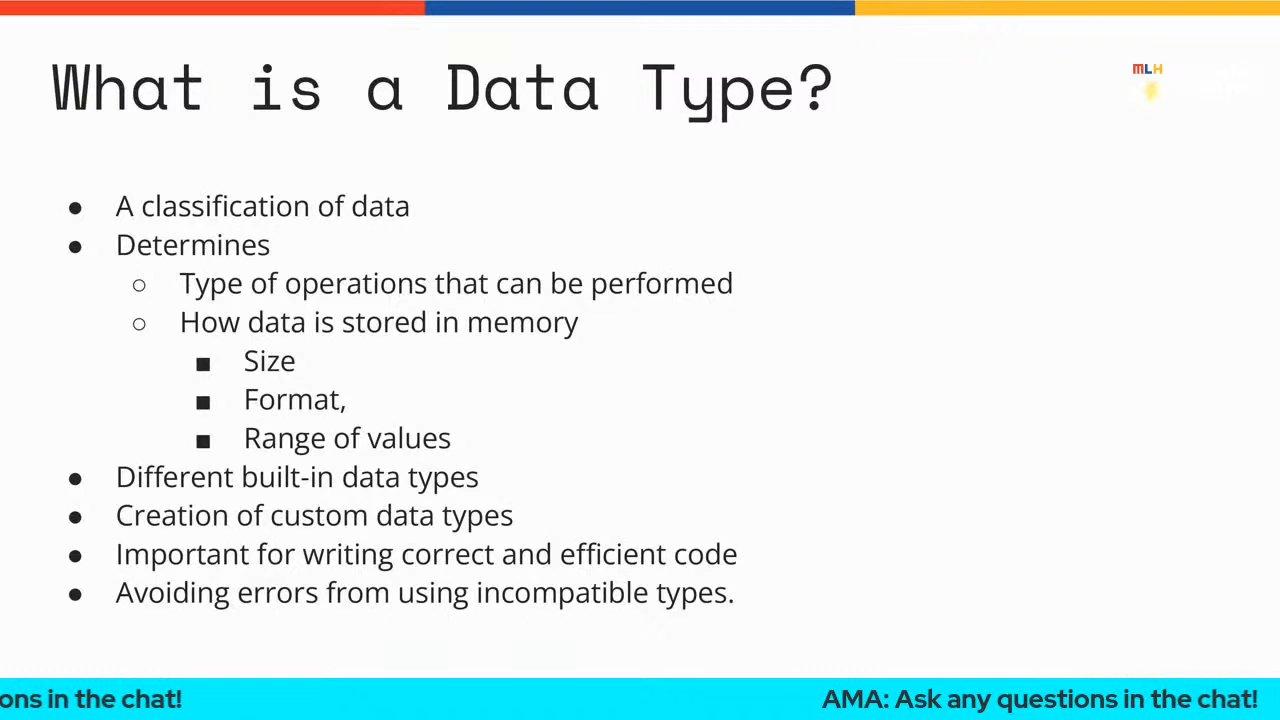 What is a Data Type?
MLH
● A classification of data
● Determines
○ Type of operations that can be performed
○ How data is stored in memory
■ Size
■ Format,
■ Range of values
● Different built-in data types
● Creation of custom data types
● Important for writing correct and efficient code
● Avoiding errors from using incompatible types.
ons in the chat! AMA: Ask any questions in the chat!